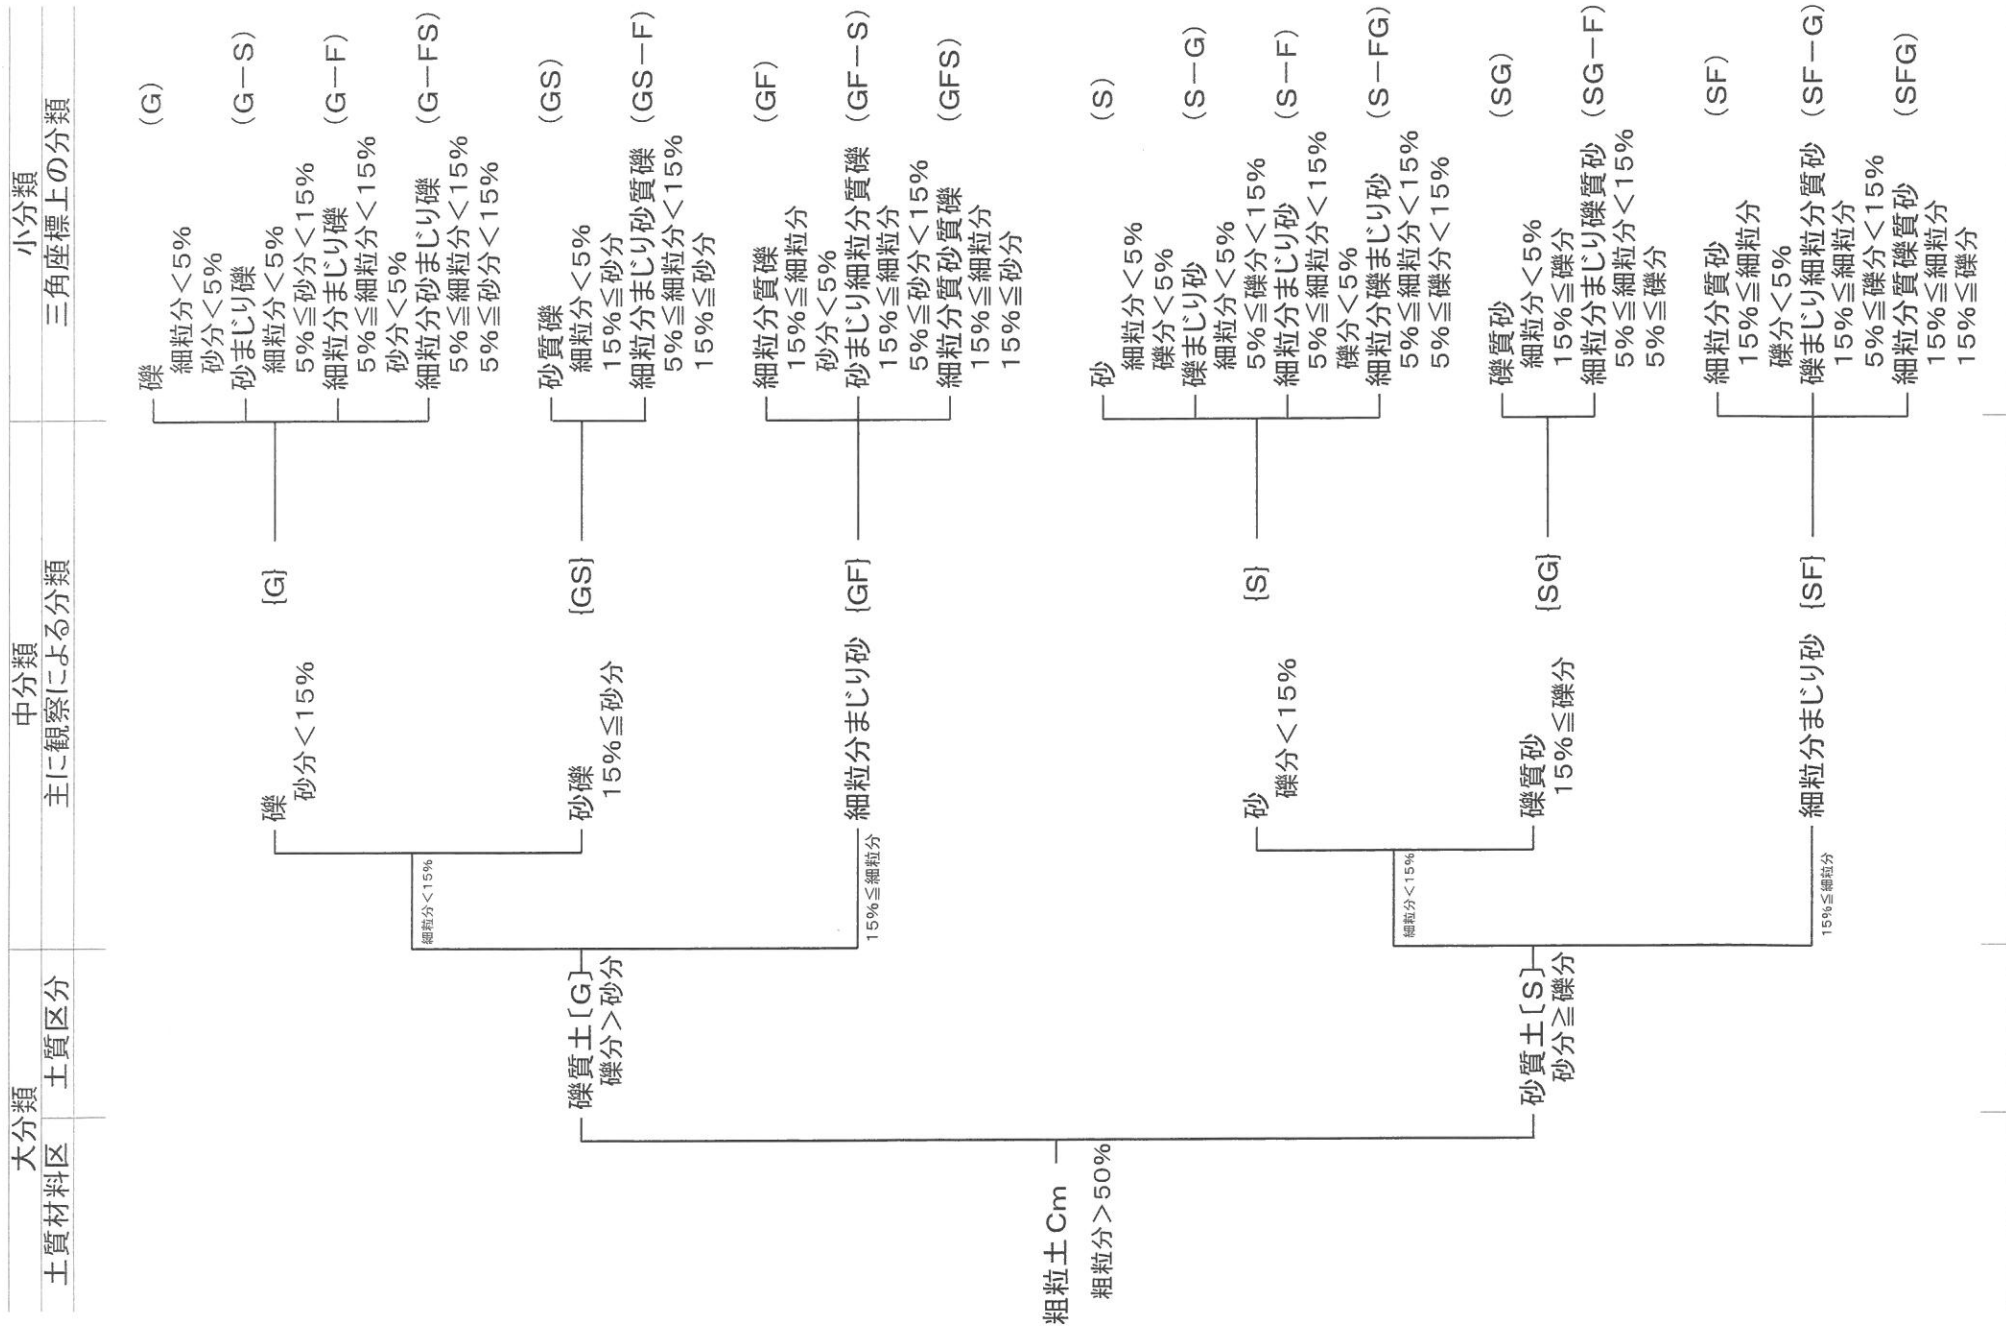 大分類
中分類
小分類
土質材料区
土質区分
主に観察による分類
三角座標上の分類
粗粒土Cm
粗粒分>50%
礫質土[G]
礫分>砂分
細粒分<15%
礫
砂分<15%
{G}
礫 (G)
細粒分<5%
砂分<5%
砂まじり礫 (G-S)
細粒分<5%
5%≦砂分<15%
細粒分まじり礫 (G-F)
5%≦細粒分<15%
砂分<5%
細粒分砂まじり礫 (G-FS)
5%≦細粒分<15%
5%≦砂分<15%
砂礫
15%≦砂分
{GS}
砂質礫 (GS)
細粒分<5%
15%≦砂分
細粒分まじり砂質礫 (GS-F)
5%≦細粒分<15%
15%≦砂分
15%≦細粒分
細粒分まじり砂 {GF}
細粒分質礫 (GF)
15%≦細粒分
砂分<5%
砂まじり細粒分質礫 (GF-S)
15%≦細粒分
5%≦砂分<15%
細粒分質砂質礫 (GFS)
15%≦細粒分
15%≦砂分
砂質土[S]
砂分≧礫分
細粒分<15%
砂
礫分<15%
{S}
砂 (S)
細粒分<5%
礫分<5%
礫まじり砂 (S-G)
細粒分<5%
5%≦礫分<15%
細粒分まじり砂 (S-F)
5%≦細粒分<15%
礫分<5%
細粒分礫まじり砂 (S-FG)
5%≦細粒分<15%
5%≦礫分<15%
礫質砂
15%≦礫分
{SG}
礫質砂 (SG)
細粒分<5%
15%≦礫分
細粒分まじり礫質砂 (SG-F)
5%≦細粒分<15%
5%≦礫分
15%≦細粒分
細粒分まじり砂 {SF}
細粒分質砂 (SF)
15%≦細粒分
礫分<5%
礫まじり細粒分質砂 (SF-G)
15%≦細粒分
5%≦礫分<15%
細粒分質礫質砂 (SFG)
15%≦細粒分
15%≦礫分